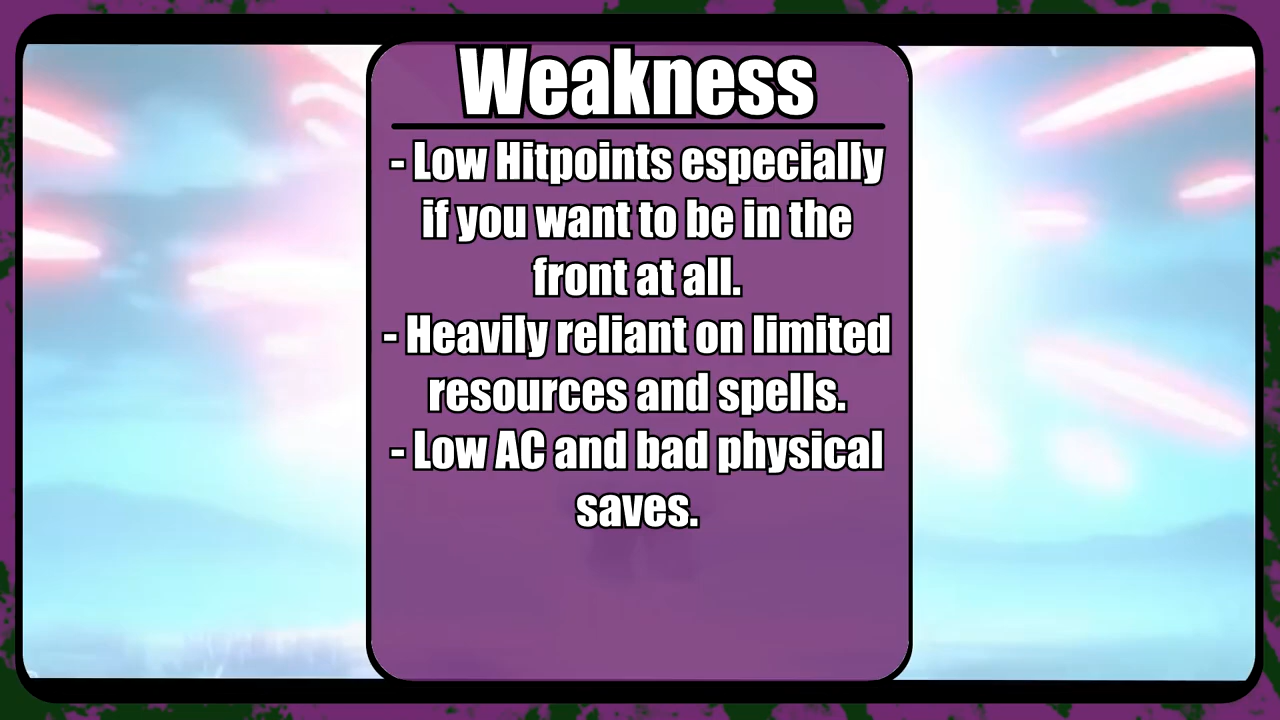 Weakness
- Low Hitpoints especially
if you want to be in the
front at all.
- Heavily reliant on limited
resources and spells.
- Low AC and bad physical
saves.